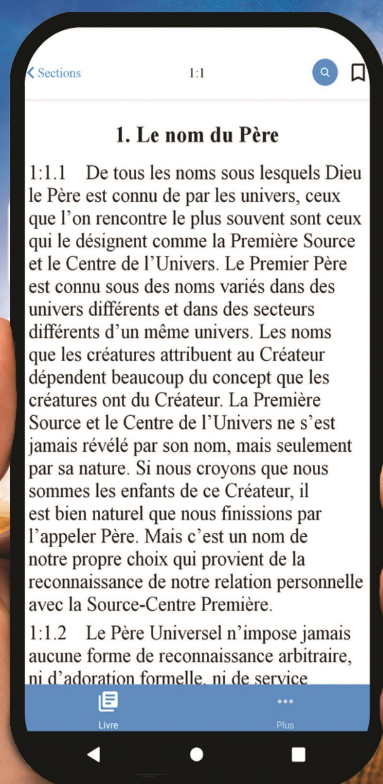 Sections
1:1
1. Le nom du Père
1:1.1 De tous les noms sous lesquels Dieu
le Père est connu de par les univers, ceux
que l’on rencontre le plus souvent sont ceux
qui le désignent comme la Première Source
et le Centre de l’Univers. Le Premier Père
est connu sous des noms variés dans des
univers différents et dans des secteurs
différents d’un même univers. Les noms
que les créatures attribuent au Créateur
dépendent beaucoup du concept que les
créatures ont du Créateur. La Première
Source et le Centre de l’Univers ne s’est
jamais révélé par son nom, mais seulement
par sa nature. Si nous croyons que nous
sommes les enfants de ce Créateur, il
est bien naturel que nous finissions par
l’appeler Père. Mais c’est un nom de
notre propre choix qui provient de la
reconnaissance de notre relation personnelle
avec la Source-Centre Première.
1:1.2 Le Père Universel n’impose jamais
aucune forme de reconnaissance arbitraire,
ni d’adoration formelle, ni de service
Livre
Plus